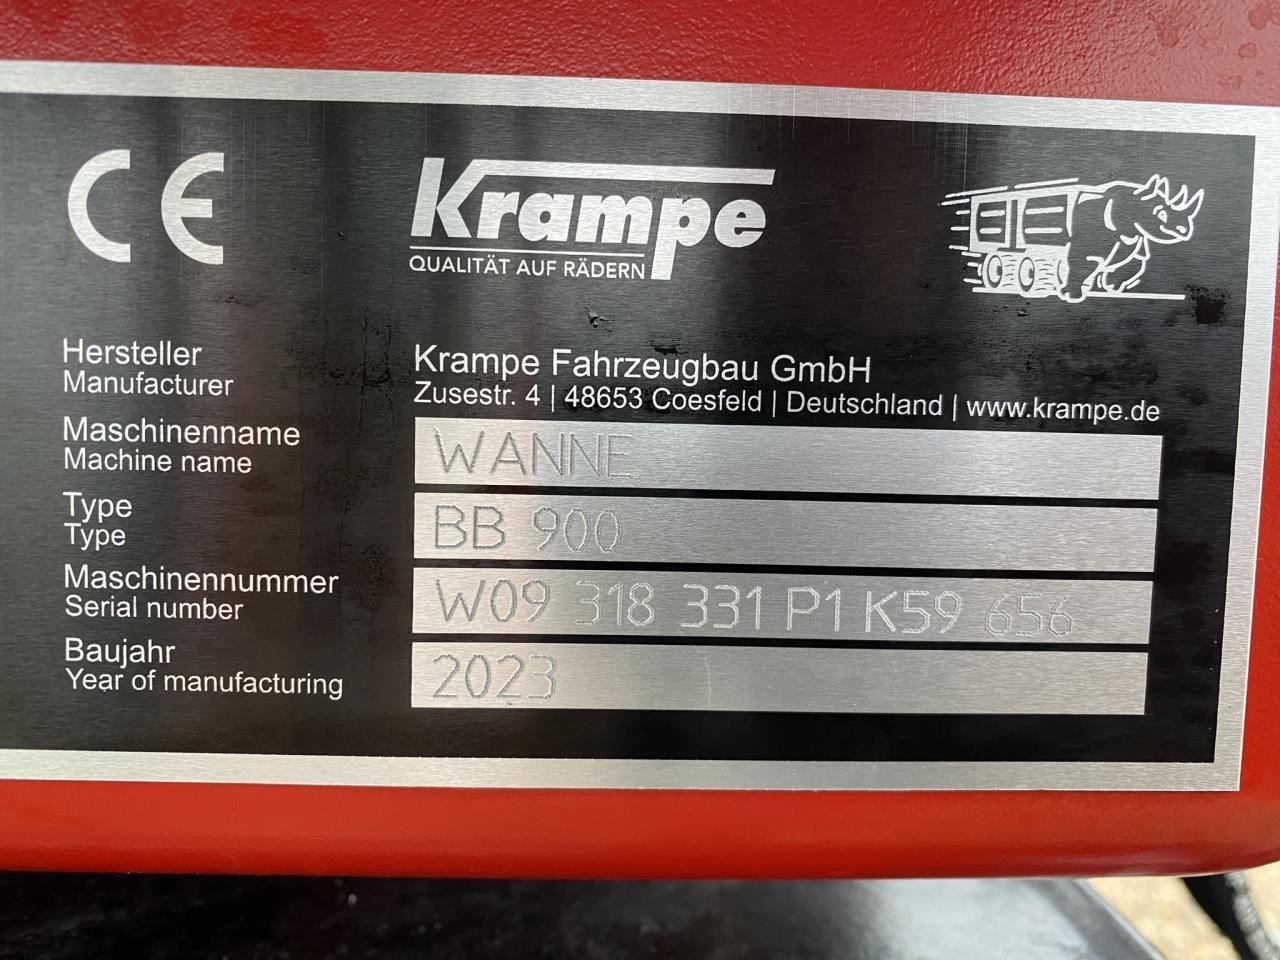 CE
Krampe
QUALITÄT AUF RÄDERN
Hersteller
Manufacturer
Krampe Fahrzeugbau GmbH
Zusestr. 4 | 48653 Coesfeld | Deutschland | www.krampe.de
Maschinenname
Machine name
WANNE
Type
Type
BB 900
Maschinennummer
Serial number
W09 318 331 P1 K59 656
Baujahr
Year of manufacturing
2023